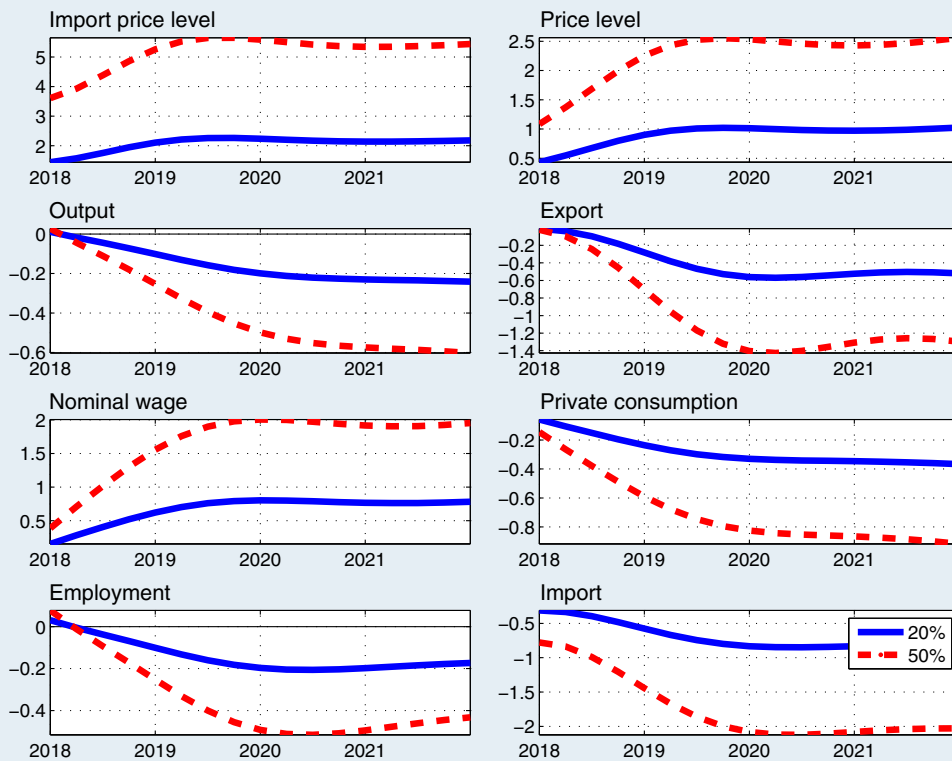 Import price level
5
4
3
2
2018 2019 2020 2021
Price level
2.5
2
1.5
1
0.5
2018 2019 2020 2021
Output
0
−0.2
−0.4
−0.6
2018 2019 2020 2021
Export
−0.2
−0.4
−0.6
−0.8
−1
−1.2
−1.4
2018 2019 2020 2021
Nominal wage
2
1.5
1
0.5
2018 2019 2020 2021
Private consumption
−0.2
−0.4
−0.6
−0.8
2018 2019 2020 2021
Employment
0
−0.2
−0.4
2018 2019 2020 2021
Import
−0.5
−1
−1.5
−2
2018 2019 2020 2021
20%
50%